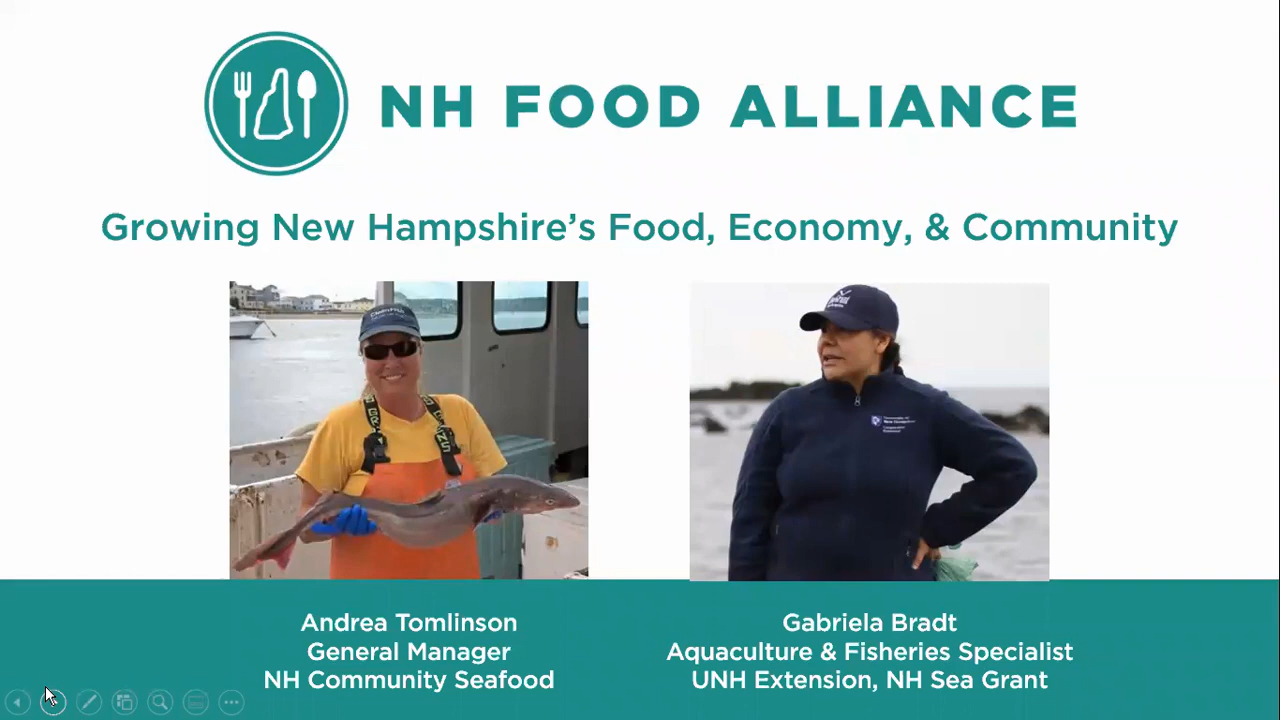 NH FOOD ALLIANCE
Growing New Hampshire's Food, Economy, & Community
Andrea Tomlinson
General Manager
NH Community Seafood
Gabriela Bradt
Aquaculture & Fisheries Specialist
UNH Extension, NH Sea Grant